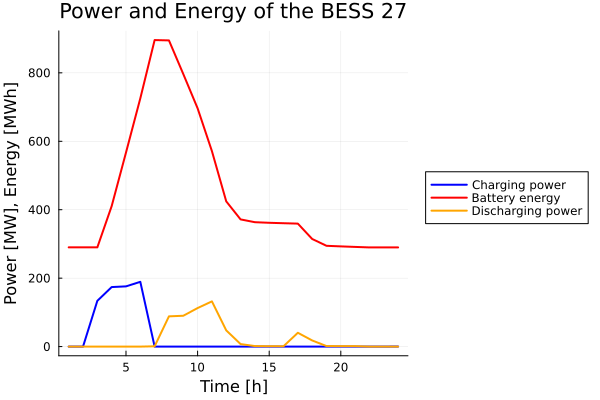 Power and Energy of the BESS 27
Power [MW], Energy [MWh]
800
600
400
200
0
5
10
15
20
Time [h]
Charging power
Battery energy
Discharging power